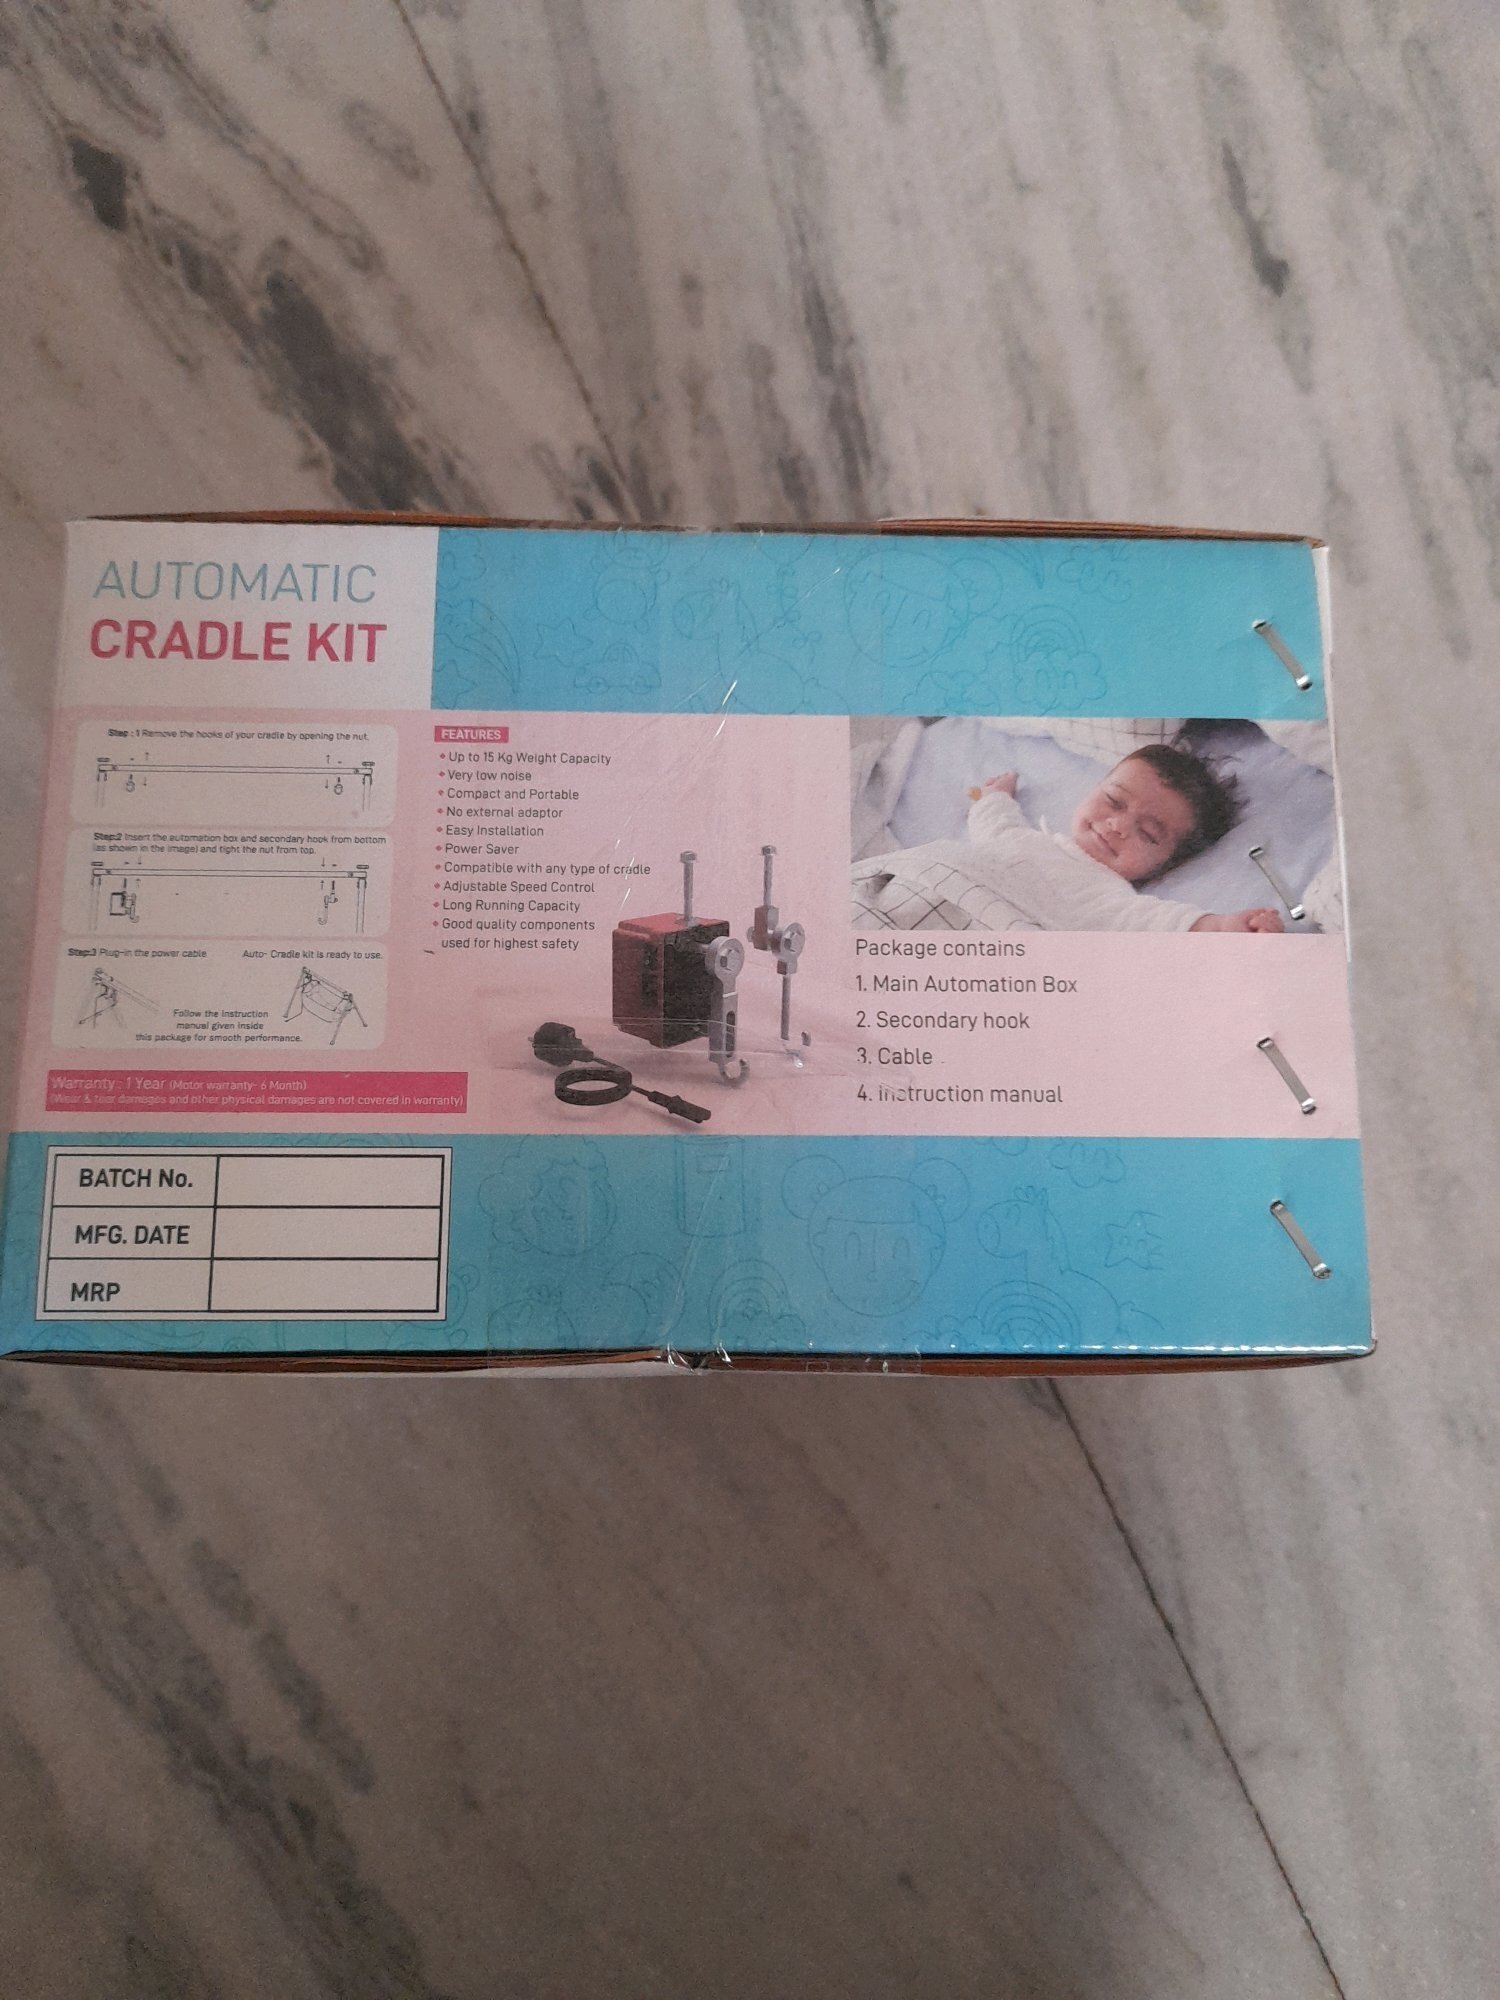 AUTOMATIC
CRADLE KIT
Step : 1 Remove the hooks of your cradle by opening the nut.
Step:2 Insert the automation box and secondary hook from bottom
(as shown in the image) and tight the nut from top.
Step:3 Plug-in the power cable
Auto- Cradle kit is ready to use.
Follow the Instruction
manual given inside
this package for smooth performance.
Warranty : 1 Year (Motor warranty- 6 Month)
(Wear & tear damages and other physical damages are not covered in warranty)
FEATURES
Up to 15 Kg Weight Capacity
Very low noise
Compact and Portable
No external adaptor
Easy Installation
Power Saver
Compatible with any type of cradle
Adjustable Speed Control
Long Running Capacity
Good quality components
used for highest safety
Package contains
1. Main Automation Box
2. Secondary hook
3. Cable
4. Instruction manual
BATCH No.
MFG. DATE
MRP